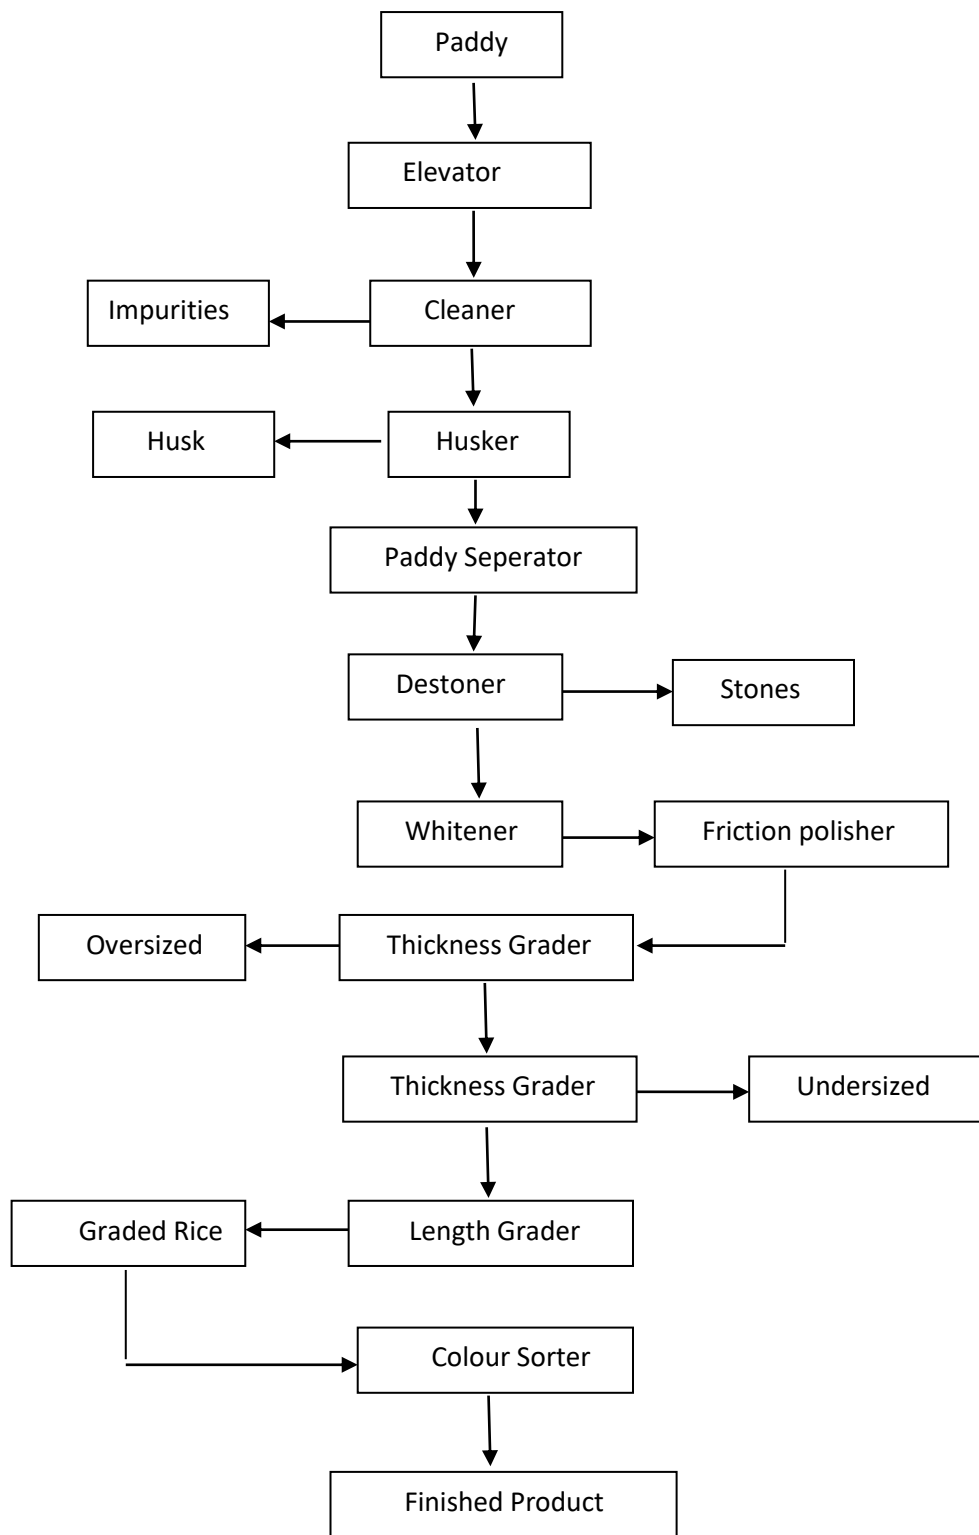 Paddy
Elevator
Impurities
Cleaner
Husk
Husker
Paddy Seperator
Destoner
Stones
Whitener
Friction polisher
Oversized
Thickness Grader
Thickness Grader
Undersized
Graded Rice
Length Grader
Colour Sorter
Finished Product